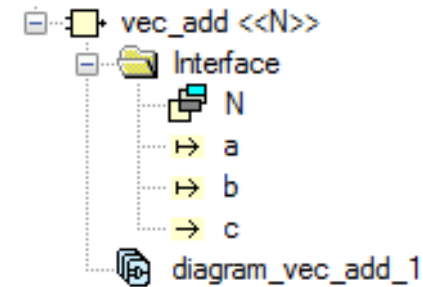 vec_add <<N>>
Interface
N
a
b
c
diagram_vec_add_1